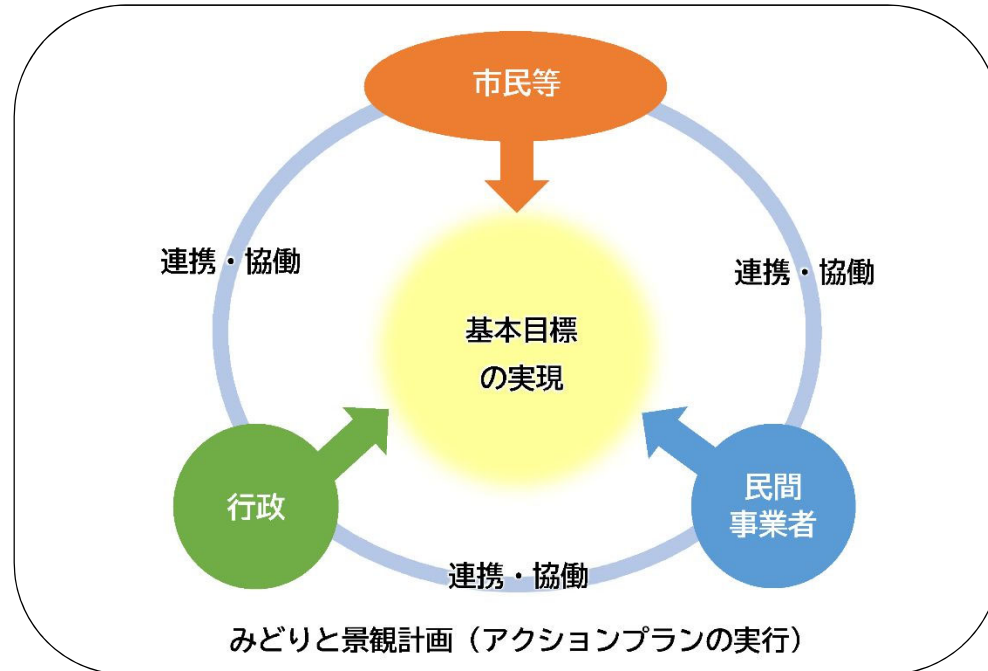 市民等
連携・協働
連携・協働
基本目標
の実現
行政
民間
事業者
連携・協働
みどりと景観計画（アクションプランの実行）